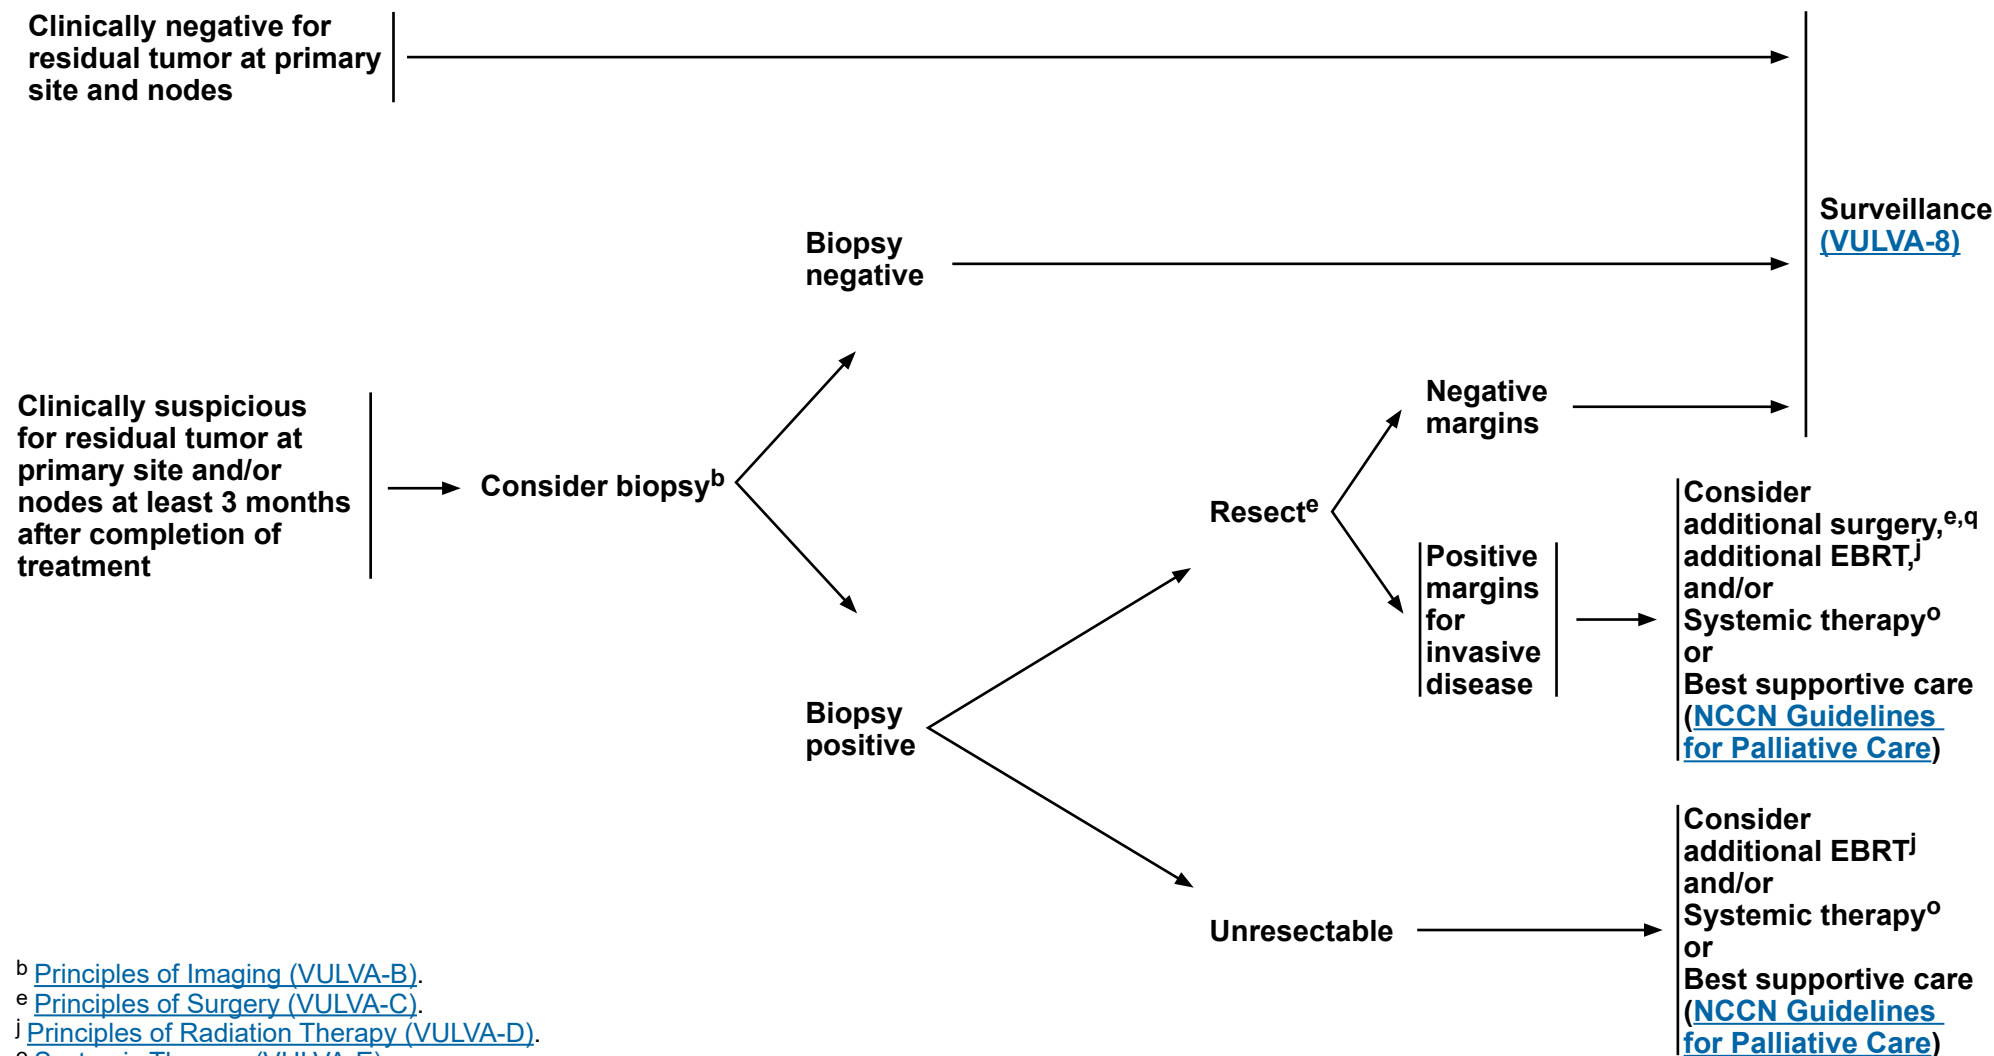 Clinically negative for
residual tumor at primary
site and nodes
Surveillance
(VULVA-8)
Biopsy
negative
Clinically suspicious
for residual tumor at
primary site and/or
nodes at least 3 months
after completion of
treatment
Consider biopsyᵇ
Negative
margins
Resectᵉ
Positive
margins
for
invasive
disease
Consider
additional surgery,ᵉ,q
additional EBRT,ʲ
and/or
Systemic therapyᵒ
or
Best supportive care
(NCCN Guidelines
for Palliative Care)
Biopsy
positive
Unresectable
Consider
additional EBRTʲ
and/or
Systemic therapyᵒ
or
Best supportive care
(NCCN Guidelines
for Palliative Care)
ᵇ Principles of Imaging (VULVA-B).
ᵉ Principles of Surgery (VULVA-C).
ʲ Principles of Radiation Therapy (VULVA-D).